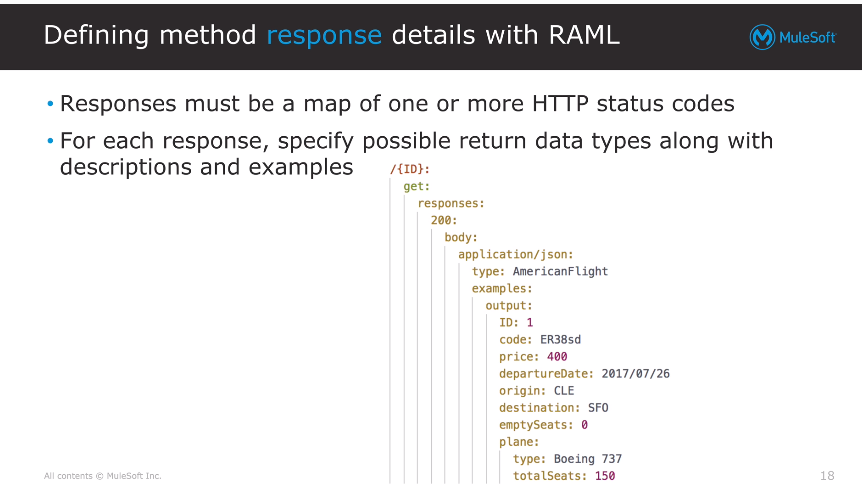 Defining method response details with RAML
MuleSoft
• Responses must be a map of one or more HTTP status codes
• For each response, specify possible return data types along with
descriptions and examples
/{ID}:
get:
responses:
200:
body:
application/json:
type: AmericanFlight
examples:
output:
ID: 1
code: ER38sd
price: 400
departureDate: 2017/07/26
origin: CLE
destination: SFO
emptySeats: 0
plane:
type: Boeing 737
totalSeats: 150
All contents © MuleSoft Inc.
18